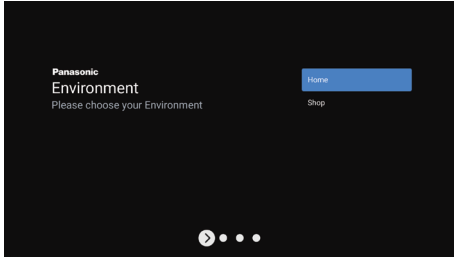 Panasonic
Environment
Please choose your Environment
Home
Shop